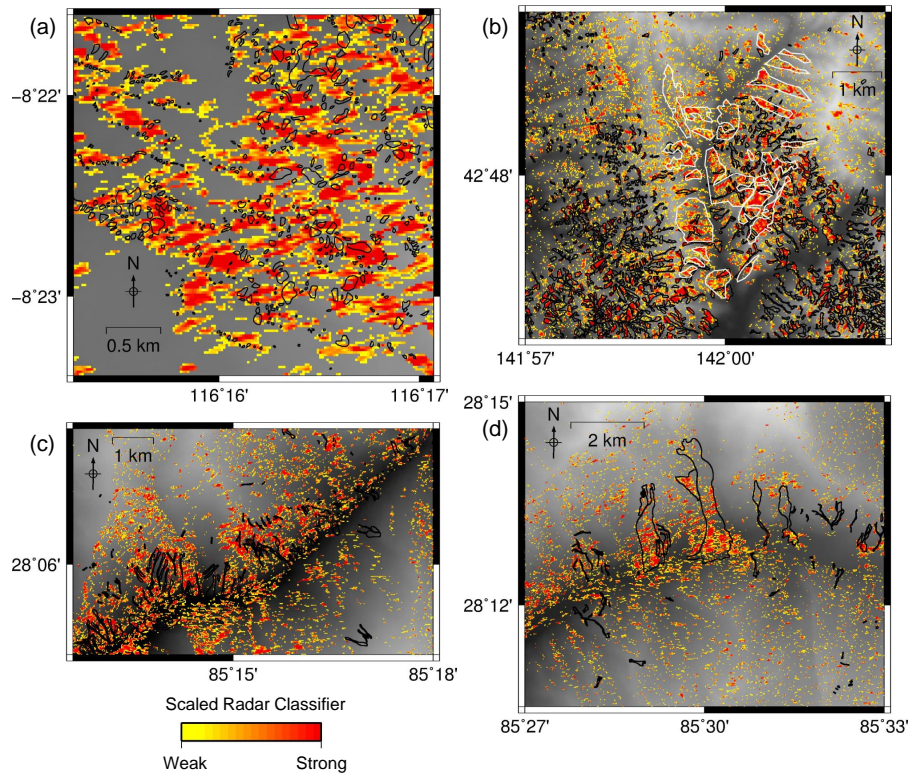 (a)
−8˚22'
−8˚23'
N
0.5 km
116˚16'
116˚17'
(b)
N
1 km
42˚48'
141˚57'
142˚00'
(c)
N
1 km
28˚06'
85˚15'
85˚18'
(d)
28˚15'
N
2 km
28˚12'
85˚27'
85˚30'
85˚33'
Scaled Radar Classifier
Weak
Strong